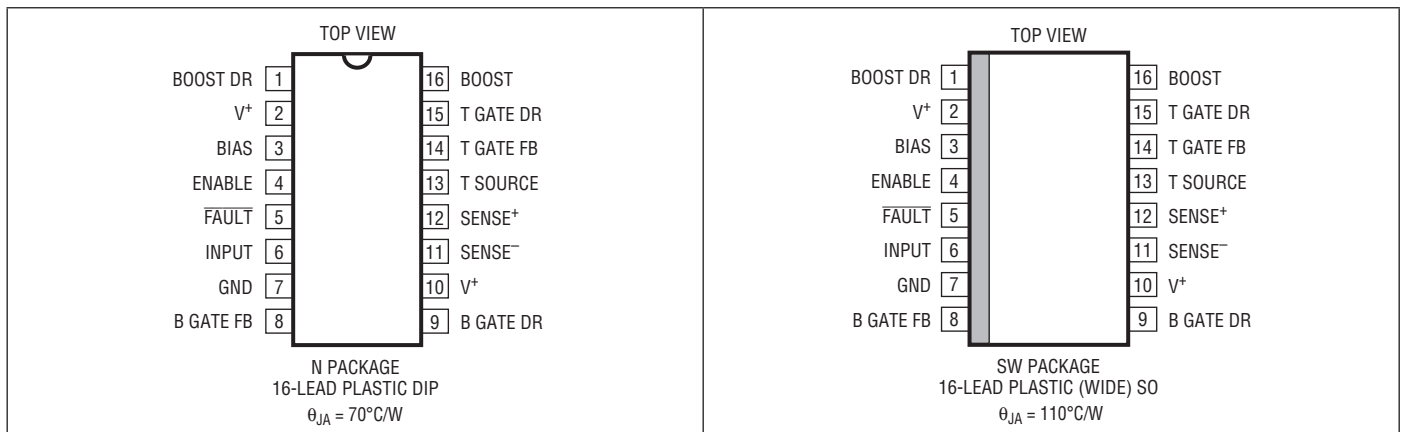 TOP VIEW
BOOST DR 1 16 BOOST
V+ 2 15 T GATE DR
BIAS 3 14 T GATE FB
ENABLE 4 13 T SOURCE
FAULT 5 12 SENSE+
INPUT 6 11 SENSE–
GND 7 10 V+
B GATE FB 8 9 B GATE DR
N PACKAGE
16-LEAD PLASTIC DIP
θJA = 70°C/W
TOP VIEW
BOOST DR 1 16 BOOST
V+ 2 15 T GATE DR
BIAS 3 14 T GATE FB
ENABLE 4 13 T SOURCE
FAULT 5 12 SENSE+
INPUT 6 11 SENSE–
GND 7 10 V+
B GATE FB 8 9 B GATE DR
SW PACKAGE
16-LEAD PLASTIC (WIDE) SO
θJA = 110°C/W